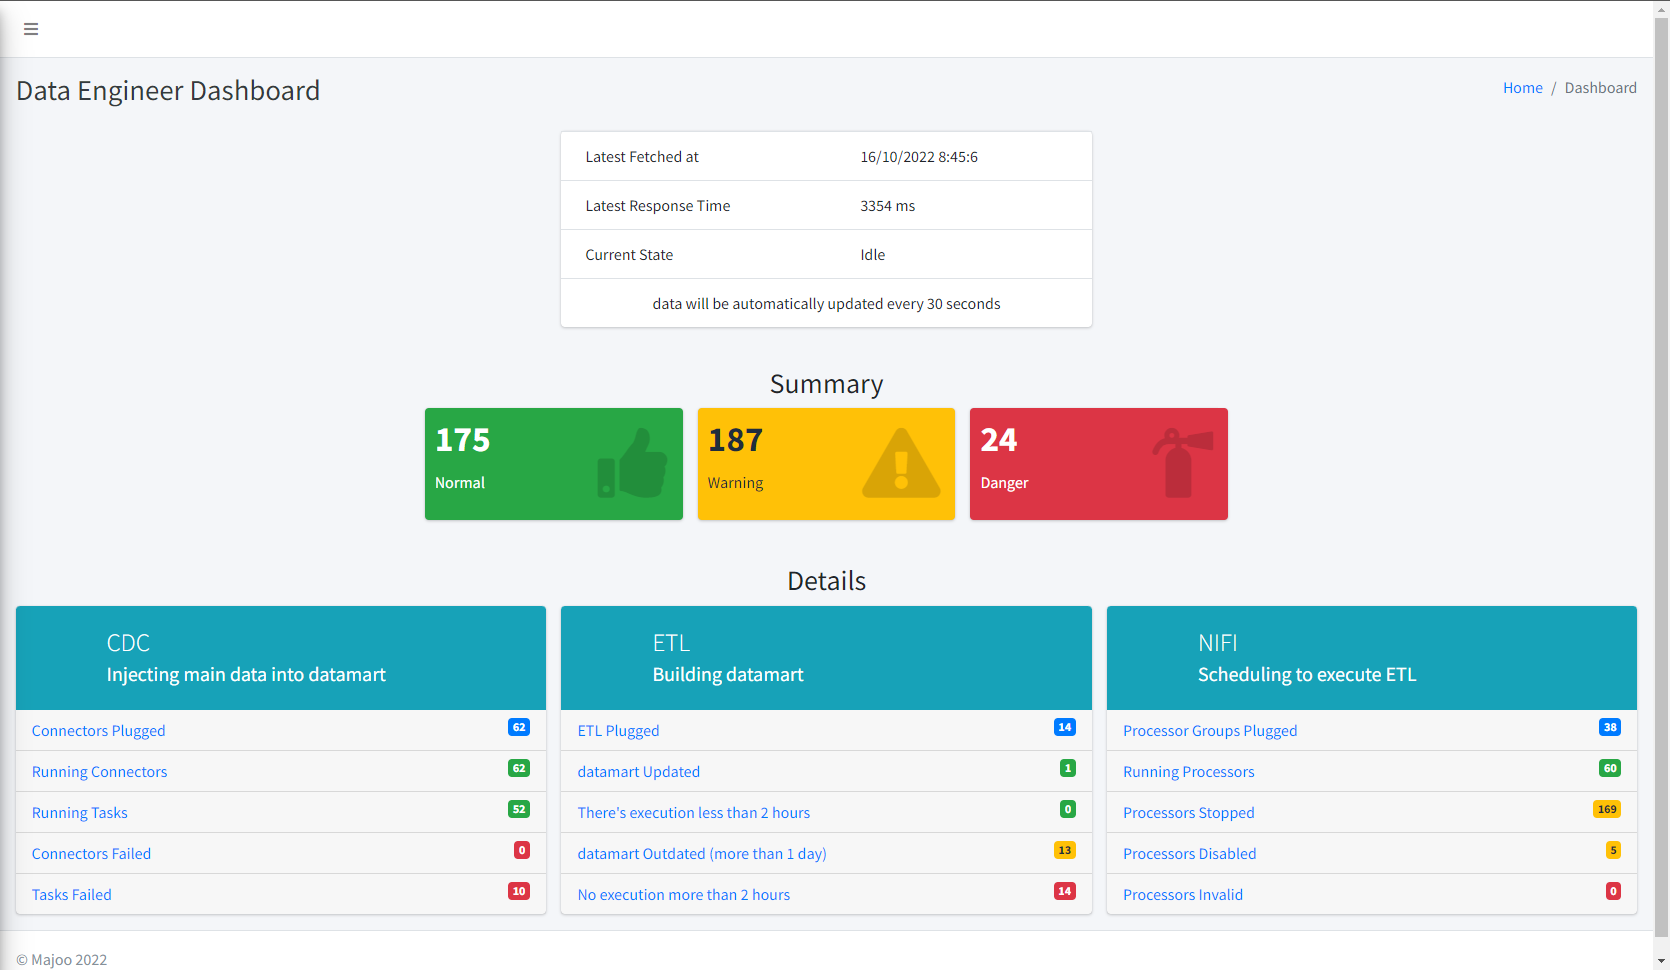 Data Engineer Dashboard
Home / Dashboard
Latest Fetched at 16/10/2022 8:45:6
Latest Response Time 3354 ms
Current State Idle
data will be automatically updated every 30 seconds
Summary
175
Normal
187
Warning
24
Danger
Details
CDC
Injecting main data into datamart
Connectors Plugged 62
Running Connectors 62
Running Tasks 52
Connectors Failed 0
Tasks Failed 10
ETL
Building datamart
ETL Plugged 14
datamart Updated 1
There's execution less than 2 hours 0
datamart Outdated (more than 1 day) 13
No execution more than 2 hours 14
NIFI
Scheduling to execute ETL
Processor Groups Plugged 38
Running Processors 60
Processors Stopped 169
Processors Disabled 5
Processors Invalid 0
© Majoo 2022